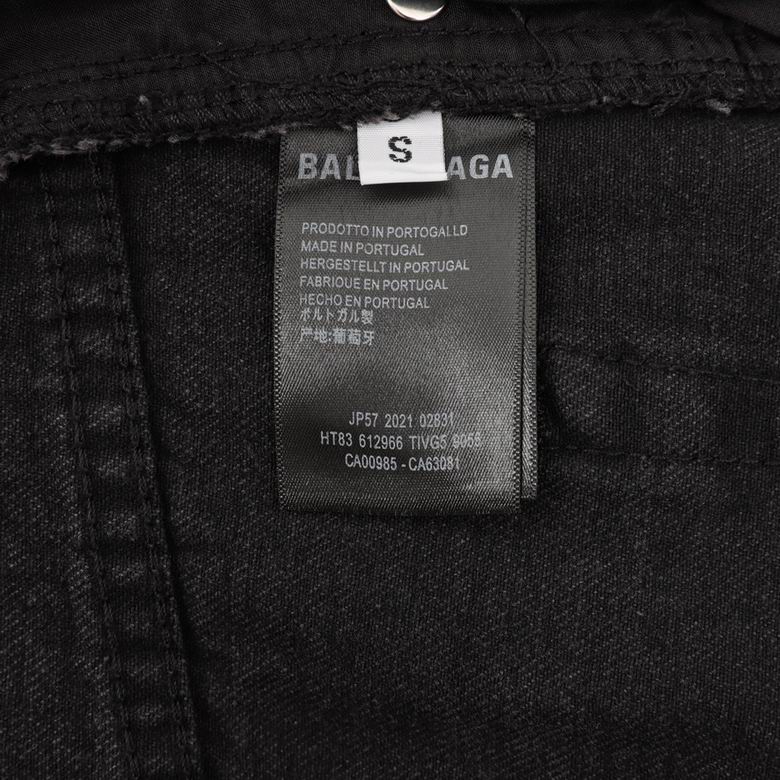 S
BAL AGA
PRODOTTO IN PORTOGALLO
MADE IN PORTUGAL
HERGESTELLT IN PORTUGAL
FABRIQUE EN PORTUGAL
HECHO EN PORTUGAL
ポルトガル製
产地:葡萄牙
JP57 2021 02831
HT83 612966 TIVG5 9055
CA00985 - CA63081